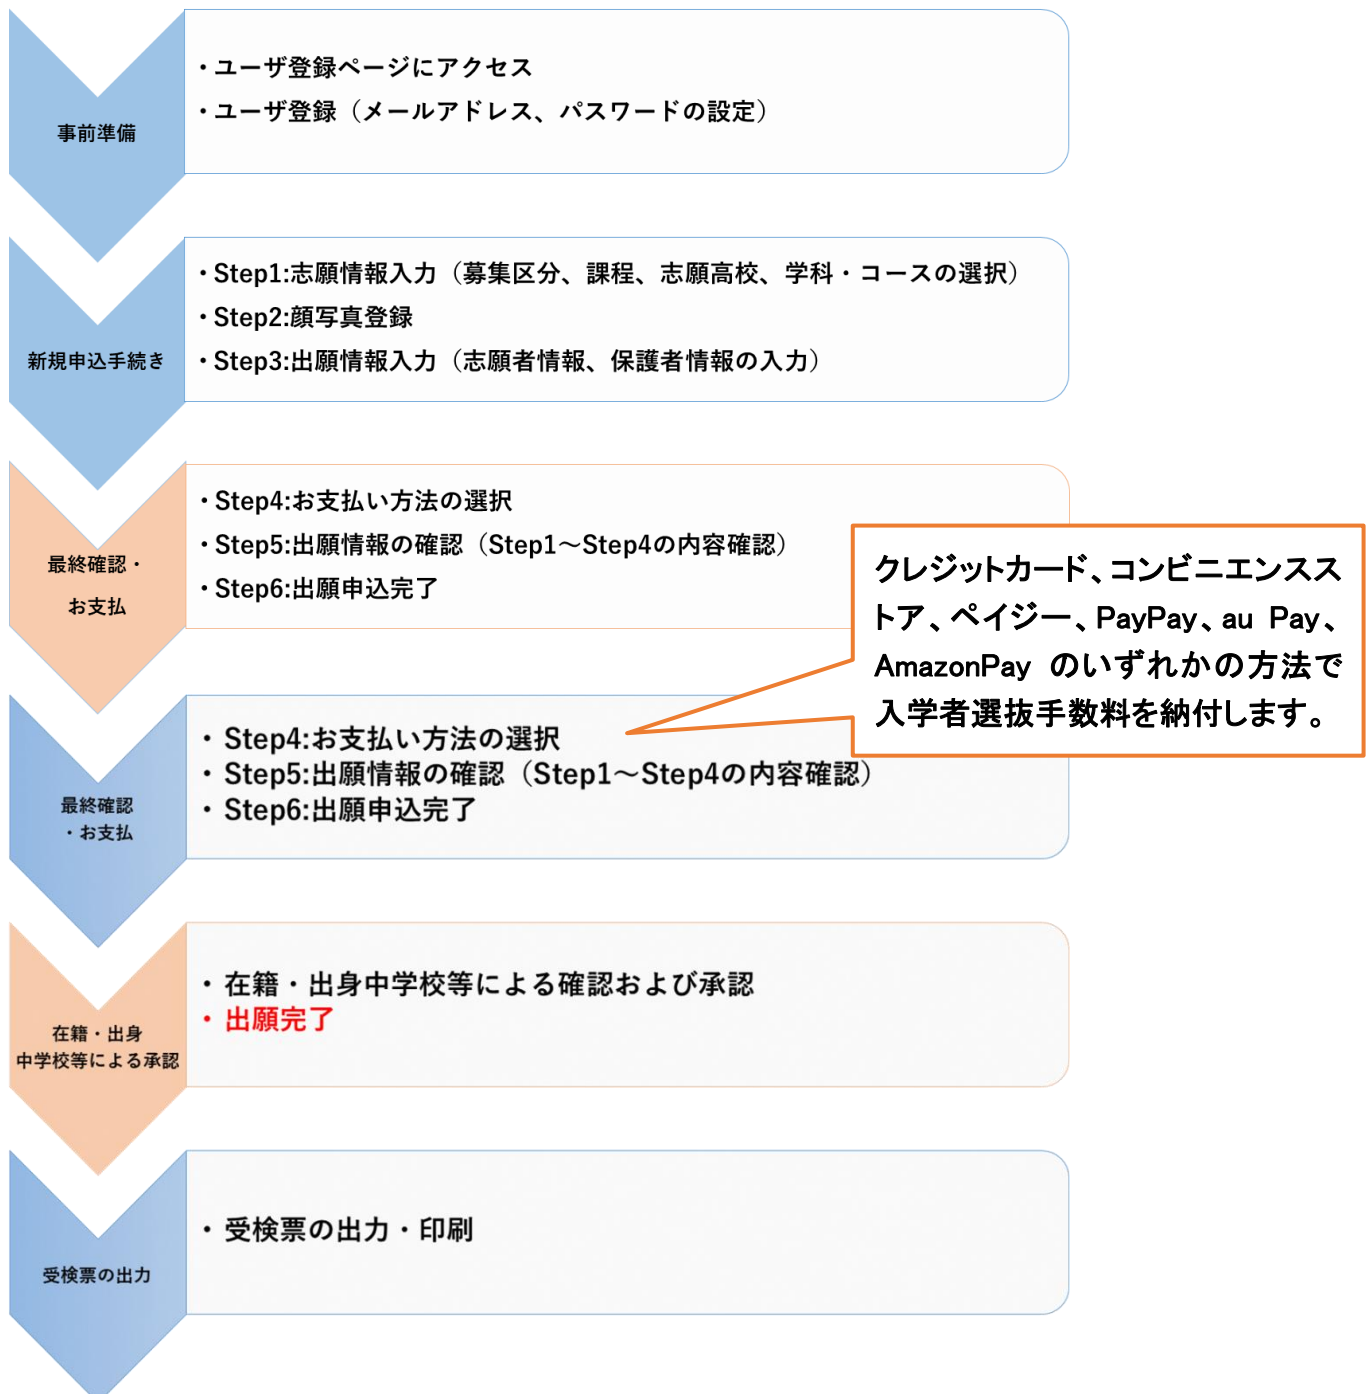 事前準備
・ユーザ登録ページにアクセス
・ユーザ登録（メールアドレス、パスワードの設定）
新規申込手続き
・Step1:志願情報入力（募集区分、課程、志願高校、学科・コースの選択）
・Step2:顔写真登録
・Step3:出願情報入力（志願者情報、保護者情報の入力）
最終確認・
お支払
・Step4:お支払い方法の選択
・Step5:出願情報の確認（Step1～Step4の内容確認）
・Step6:出願申込完了
クレジットカード、コンビニエンスス
トア、ペイジー、PayPay、au Pay、
AmazonPay のいずれかの方法で
入学者選抜手数料を納付します。
最終確認
・お支払
・Step4:お支払い方法の選択
・Step5:出願情報の確認（Step1～Step4の内容確認）
・Step6:出願申込完了
在籍・出身
中学校等による承認
・在籍・出身中学校等による確認および承認
・出願完了
受検票の出力
・受検票の出力・印刷